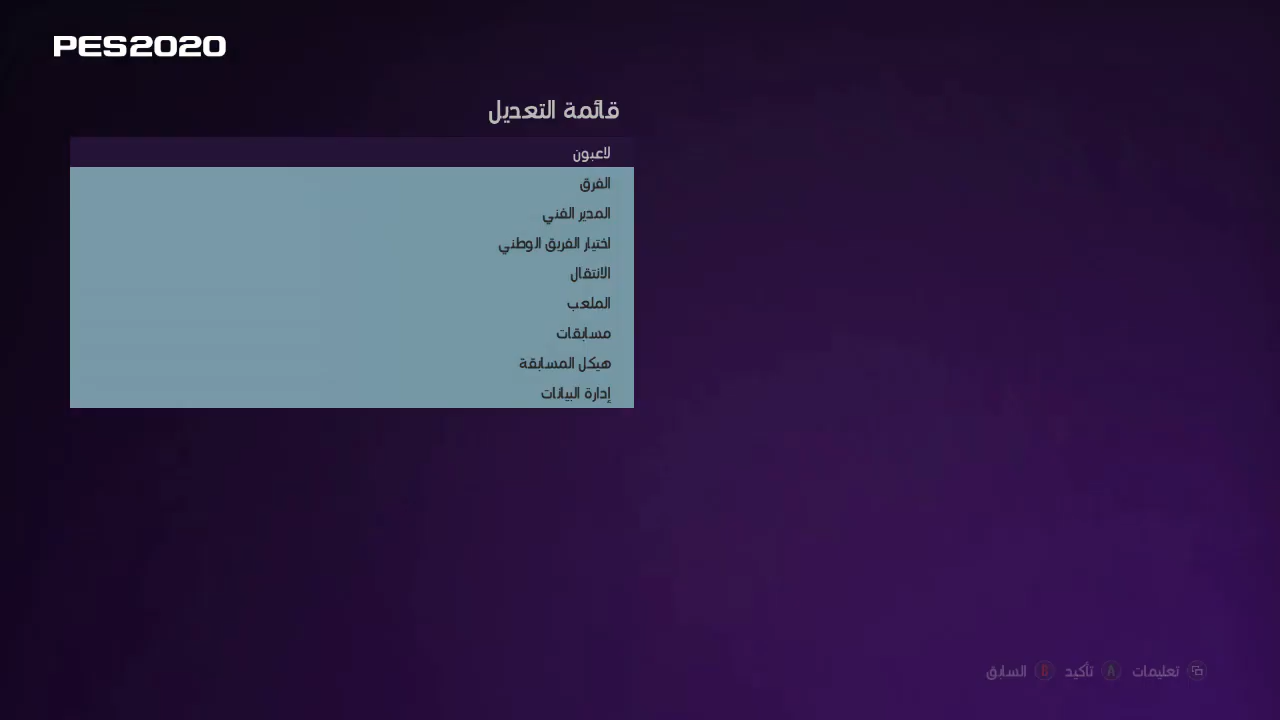 PES2020
قائمة التعديل
لاعبون
الفرق
المدير الفني
اختيار الفريق الوطني
الانتقال
الملعب
مسابقات
هيكل المسابقة
إدارة البيانات
تعليمات A تأكيد B السابق